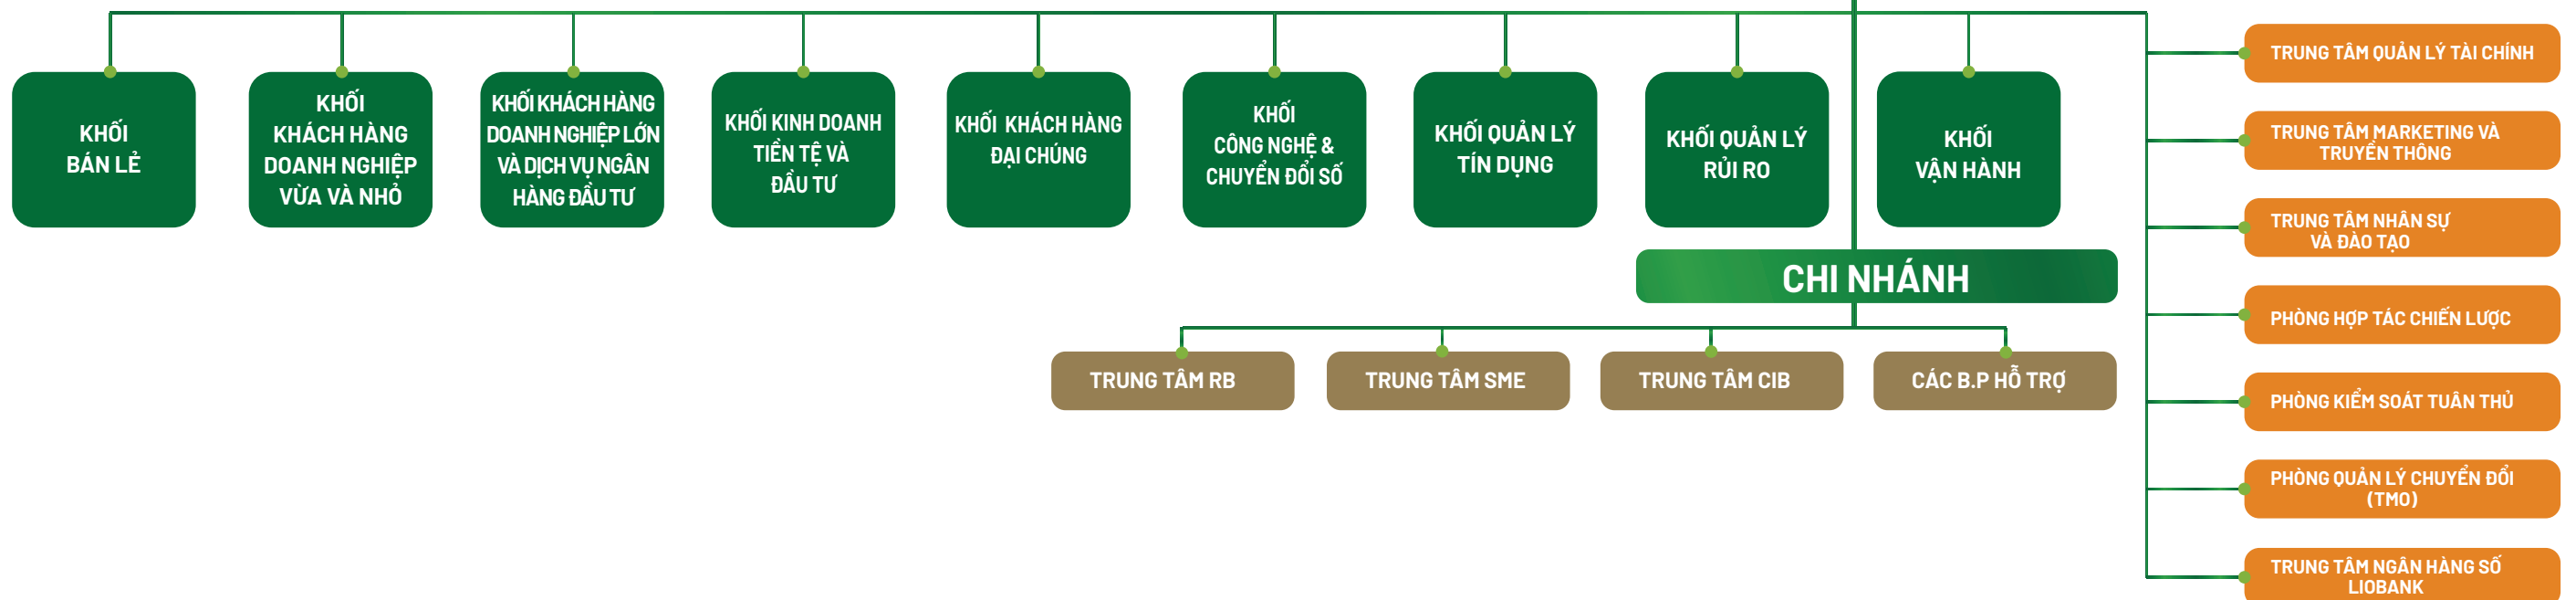 KHỐI
BÁN LẺ
KHỐI
KHÁCH HÀNG
DOANH NGHIỆP
VỪA VÀ NHỎ
KHỐI KHÁCH HÀNG
DOANH NGHIỆP LỚN
VÀ DỊCH VỤ NGÂN
HÀNG ĐẦU TƯ
KHỐI KINH DOANH
TIỀN TỆ VÀ
ĐẦU TƯ
KHỐI KHÁCH HÀNG
ĐẠI CHÚNG
KHỐI
CÔNG NGHỆ &
CHUYỂN ĐỔI SỐ
KHỐI QUẢN LÝ
TÍN DỤNG
KHỐI QUẢN LÝ
RỦI RO
KHỐI
VẬN HÀNH
CHI NHÁNH
TRUNG TÂM RB
TRUNG TÂM SME
TRUNG TÂM CIB
CÁC B.P HỖ TRỢ
TRUNG TÂM QUẢN LÝ TÀI CHÍNH
TRUNG TÂM MARKETING VÀ
TRUYỀN THÔNG
TRUNG TÂM NHÂN SỰ
VÀ ĐÀO TẠO
PHÒNG HỢP TÁC CHIẾN LƯỢC
PHÒNG KIỂM SOÁT TUÂN THỦ
PHÒNG QUẢN LÝ CHUYỂN ĐỔI
(TMO)
TRUNG TÂM NGÂN HÀNG SỐ
LIOBANK